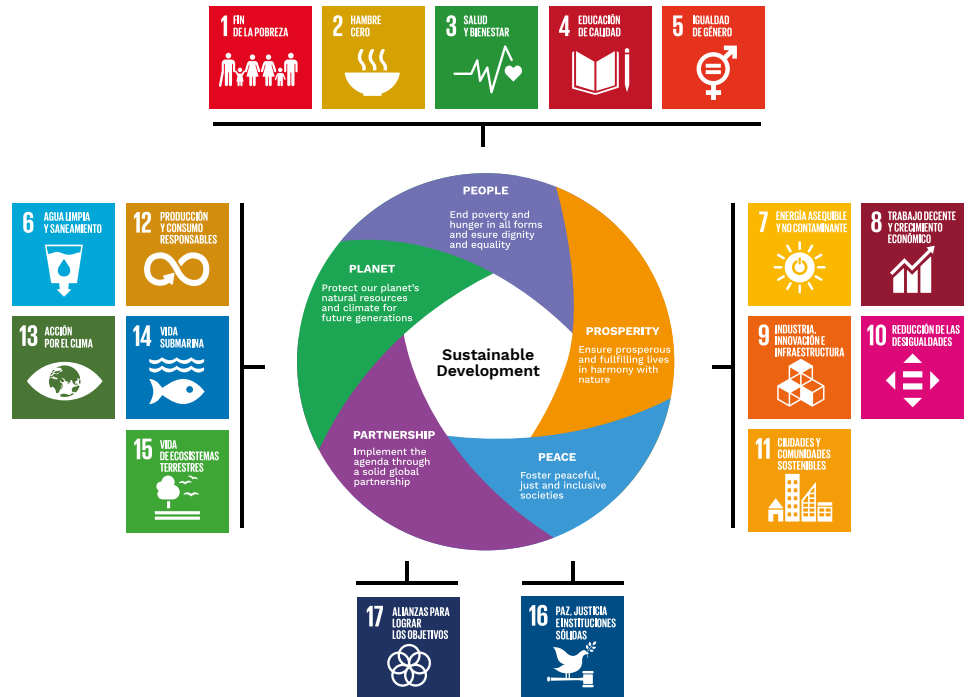 1 FIN
DE LA POBREZA
2 HAMBRE
CERO
3 SALUD
Y BIENESTAR
4 EDUCACIÓN
DE CALIDAD
5 IGUALDAD
DE GÉNERO
6 AGUA LIMPIA
Y SANEAMIENTO
12 PRODUCCIÓN
Y CONSUMO
RESPONSABLES
13 ACCIÓN
POR EL CLIMA
14 VIDA
SUBMARINA
15 VIDA
DE ECOSISTEMAS
TERRESTRES
PEOPLE
End poverty and
hunger in all forms
and esure dignity
and equality
PLANET
Protect our planet's
natural resources
and climate for
future generations
Sustainable
Development
PROSPERITY
Ensure prosperous
and fullfilling lives
in harmony with
nature
PARTNERSHIP
Implement the
agenda through
a solid global
partnership
PEACE
Foster peaceful,
just and inclusive
societies
7 ENERGÍA ASEQUIBLE
Y NO CONTAMINANTE
8 TRABAJO DECENTE
Y CRECIMIENTO
ECONÓMICO
9 INDUSTRIA,
INNOVACIÓN E
INFRAESTRUCTURA
10 REDUCCIÓN DE LAS
DESIGUALDADES
11 CIUDADES Y
COMUNIDADES
SOSTENIBLES
17 ALIANZAS PARA
LOGRAR
LOS OBJETIVOS
16 PAZ, JUSTICIA
E INSTITUCIONES
SÓLIDAS